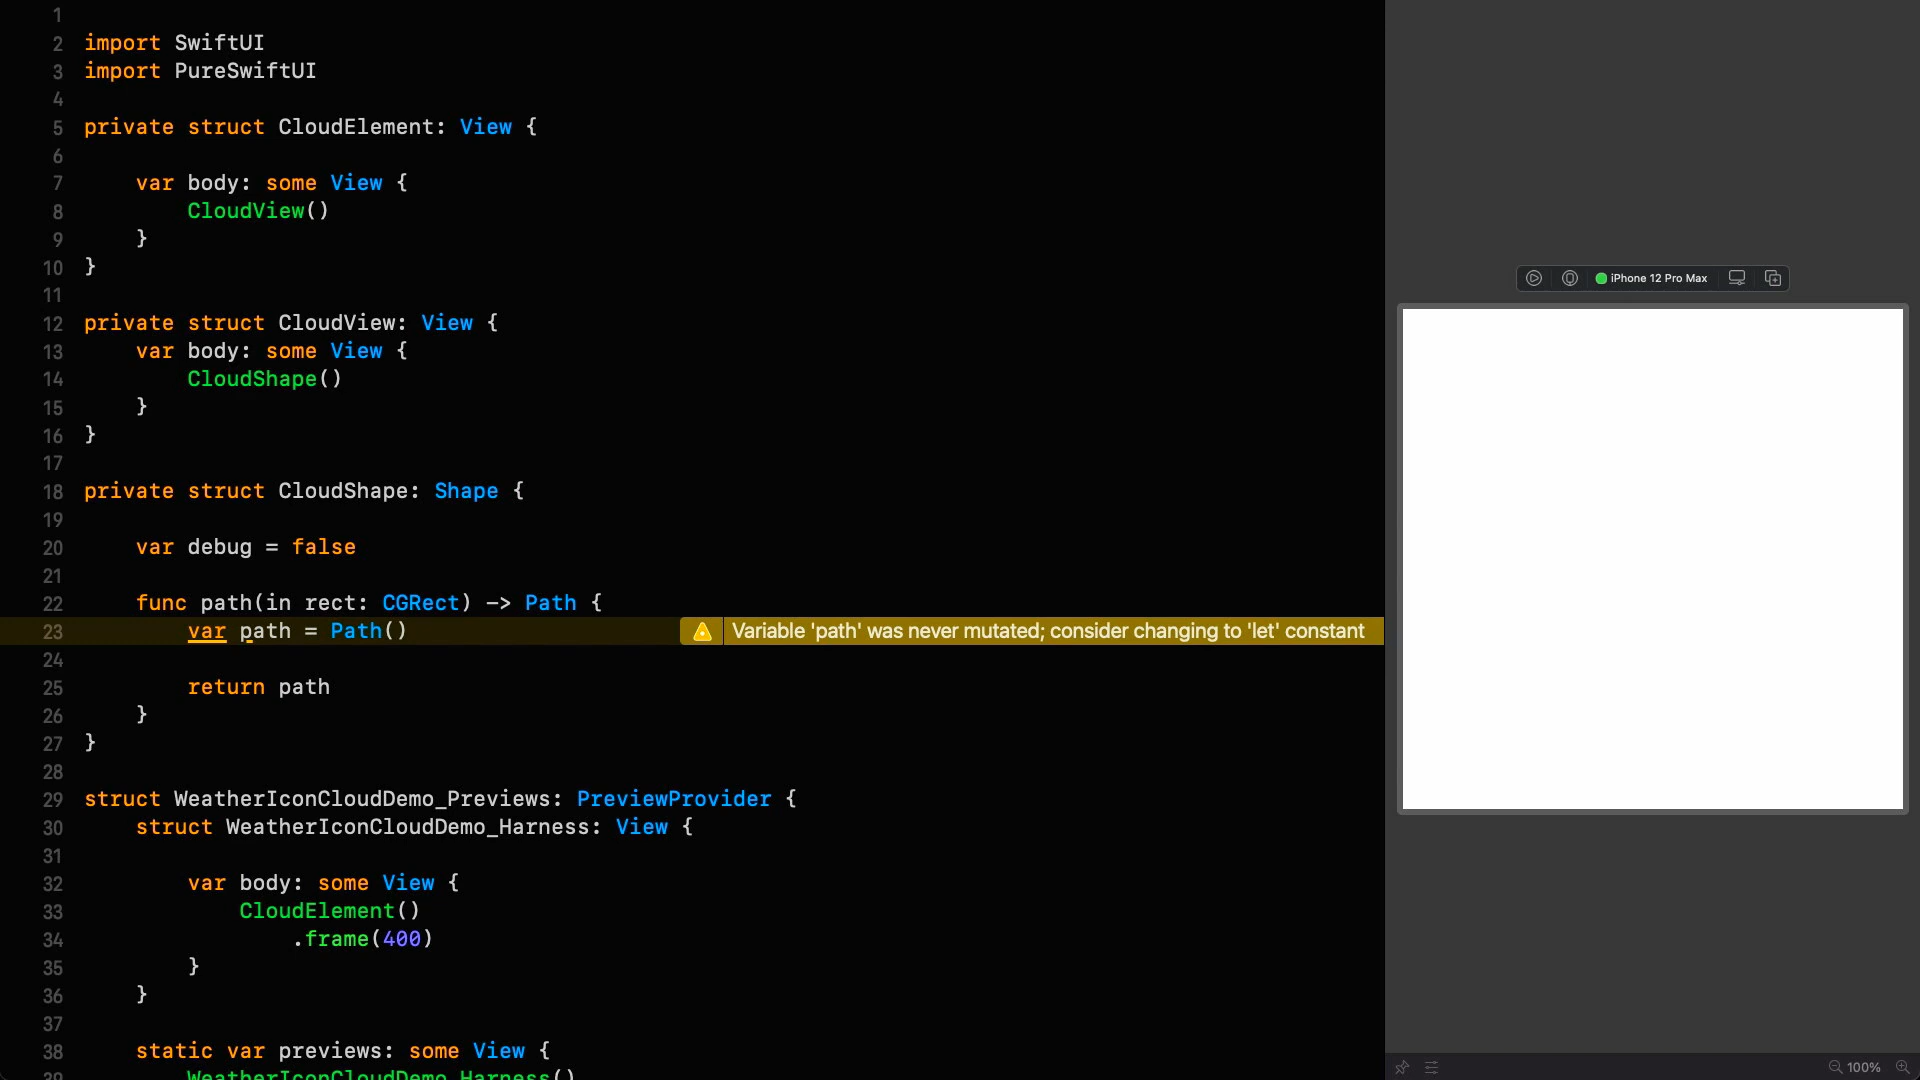 1
2 import SwiftUI
3 import PureSwiftUI
4
5 private struct CloudElement: View {
6
7 var body: some View {
8 CloudView()
9 }
10 }
11
12 private struct CloudView: View {
13 var body: some View {
14 CloudShape()
15 }
16 }
17
18 private struct CloudShape: Shape {
19
20 var debug = false
21
22 func path(in rect: CGRect) -> Path {
23 var path = Path() Variable 'path' was never mutated; consider changing to 'let' constant
24
25 return path
26 }
27 }
28
29 struct WeatherIconCloudDemo_Previews: PreviewProvider {
30 struct WeatherIconCloudDemo_Harness: View {
31
32 var body: some View {
33 CloudElement()
34 .frame(400)
35 }
36 }
37
38 static var previews: some View {
39 WeatherIconCloudDemo_Harness()
iPhone 12 Pro Max
100%